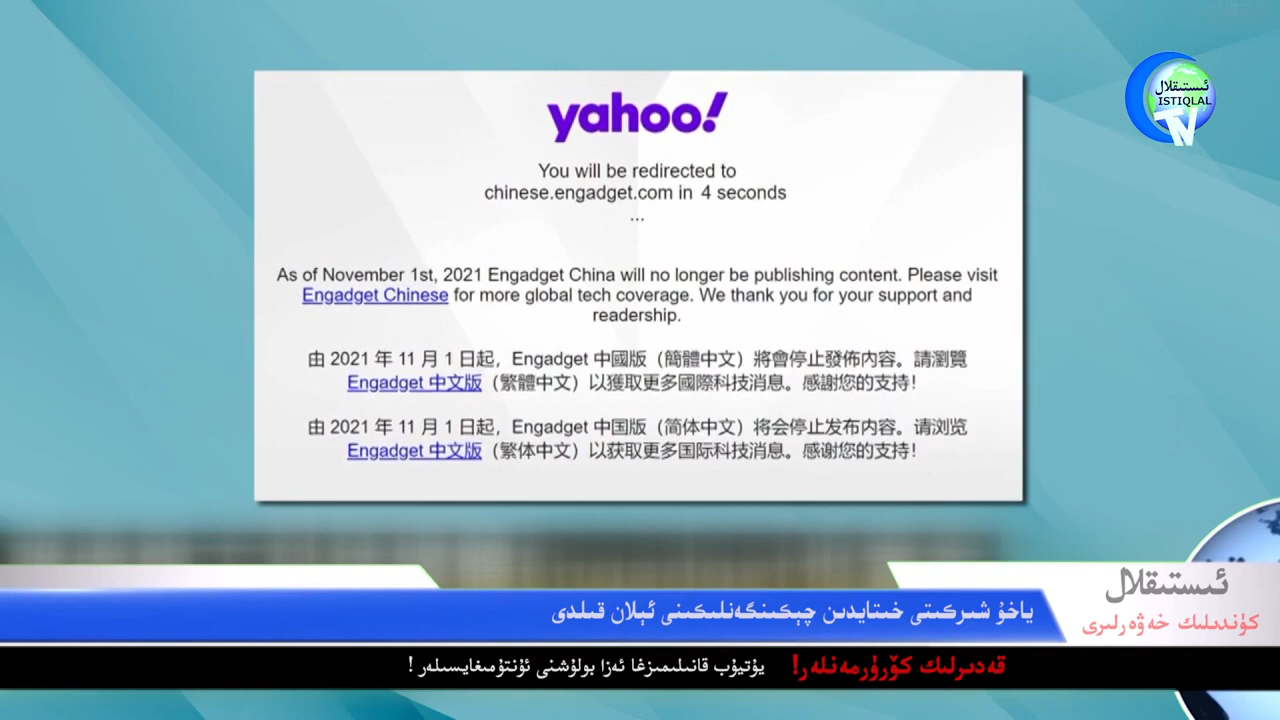 ئىستىقلال
ISTIQLAL
TV
yahoo!
You will be redirected to
chinese.engadget.com in 4 seconds
...
As of November 1st, 2021 Engadget China will no longer be publishing content. Please visit
Engadget Chinese for more global tech coverage. We thank you for your support and
readership.
由 2021 年 11 月 1 日起，Engadget 中國版（簡體中文）將會停止發佈内容。請瀏覽
Engadget 中文版（繁體中文）以獲取更多國際科技消息。感謝您的支持！
由 2021 年 11 月 1 日起，Engadget 中国版（简体中文）将会停止发布内容。请浏览
Engadget 中文版（繁体中文）以获取更多国际科技消息。感谢您的支持！
ئىستىقلال
كۈندىلىك خەۋەرلىرى
ياخۇ شىركىتى خىتايدىن چېكىنگەنلىكىنى ئېلان قىلدى
قەدىرلىك كۆرۈرمەنلەر! يۇتيۇب قانىلىمىزغا ئەزا بولۇشنى ئۇنتۇمىغايسىلەر !